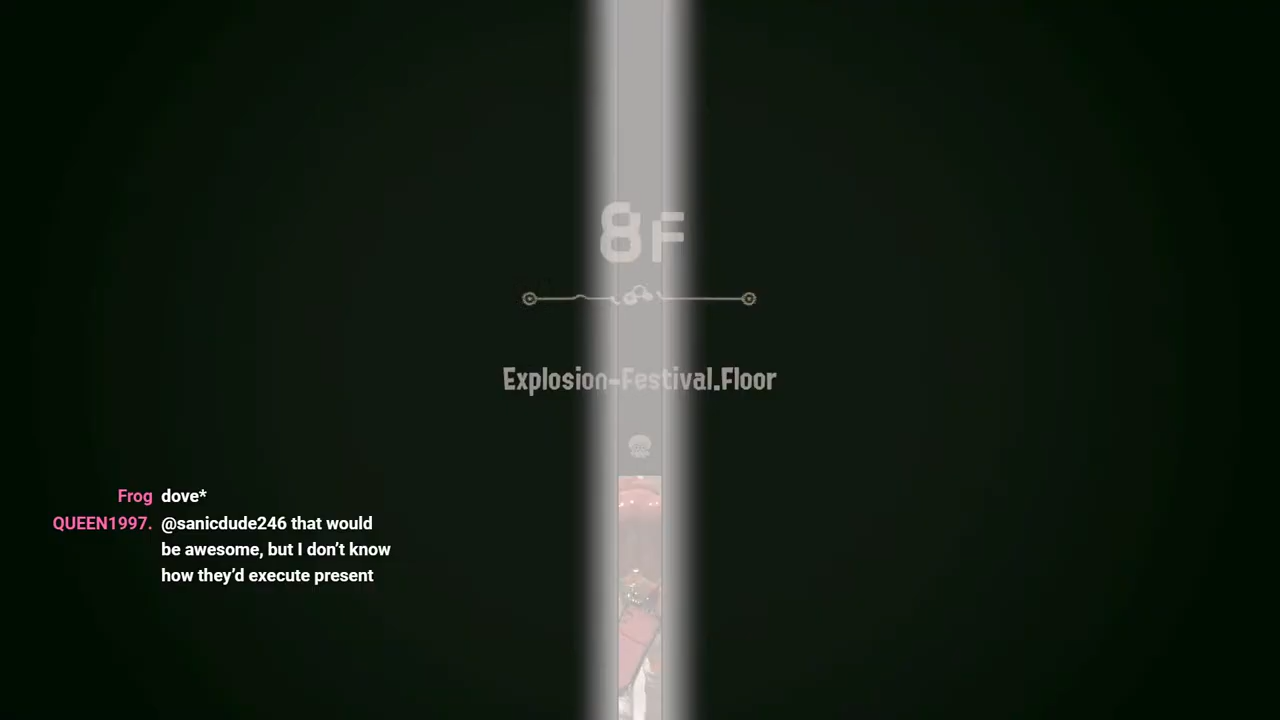 8F
Explosion-Festival.Floor
Frog dove*
QUEEN1997. @sanicdude246 that would
be awesome, but I don't know
how they'd execute present